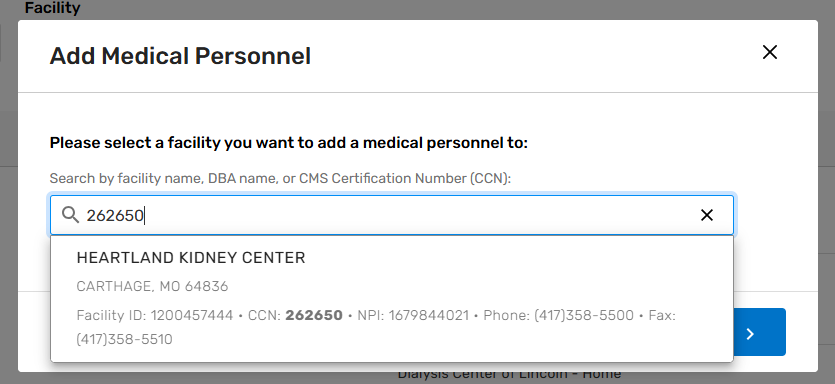 Facility
Add Medical Personnel
Please select a facility you want to add a medical personnel to:
Search by facility name, DBA name, or CMS Certification Number (CCN):
262650
HEARTLAND KIDNEY CENTER
CARTHAGE, MO 64836
Facility ID: 1200457444 • CCN: 262650 • NPI: 1679844021 • Phone: (417)358-5500 • Fax:
(417)358-5510
Dialysis Center of Lincoln - Home